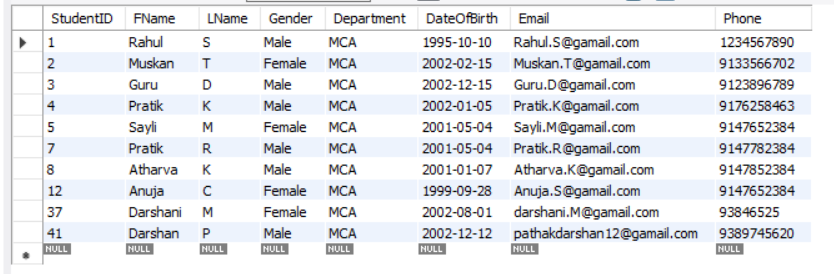 StudentID FName LName Gender Department DateOfBirth Email Phone
1 Rahul S Male MCA 1995-10-10 Rahul.S@gamail.com 1234567890
2 Muskan T Female MCA 2002-02-15 Muskan.T@gamail.com 9133566702
3 Guru D Male MCA 2002-12-15 Guru.D@gamail.com 9123896789
4 Pratik K Male MCA 2002-01-05 Pratik.K@gamail.com 9176258463
5 Sayli M Female MCA 2001-05-04 Sayli.M@gamail.com 9147652384
7 Pratik R Male MCA 2001-05-04 Pratik.R@gamail.com 9147782384
8 Atharva K Male MCA 2001-01-07 Atharva.K@gamail.com 9147852384
12 Anuja C Female MCA 1999-09-28 Anuja.S@gamail.com 9147652384
37 Darshani M Female MCA 2002-08-01 darshani.M@gamail.com 93846525
41 Darshan P Male MCA 2002-12-12 pathakdarshan12@gamail.com 9389745620
NULL NULL NULL NULL NULL NULL NULL NULL